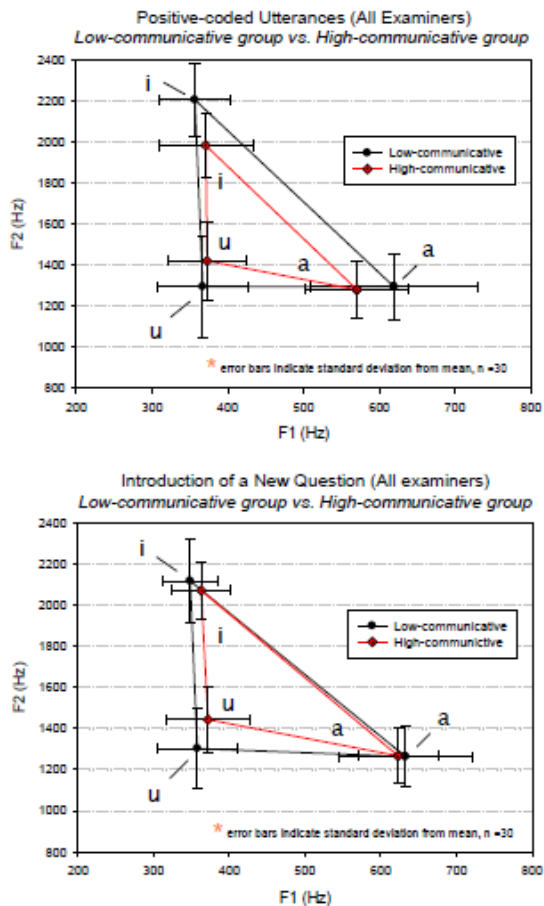 Positive-coded Utterances (All Examiners)
Low-communicative group vs. High-communicative group
2400
2200
2000
1800
1600
1400
1200
1000
800
F2 (Hz)
i
i
u
u
a
a
Low-communicative
High-communicative
* error bars indicate standard deviation from mean, n =30
200 300 400 500 600 700 800
F1 (Hz)
Introduction of a New Question (All examiners)
Low-communicative group vs. High-communicative group
2400
2200
2000
1800
1600
1400
1200
1000
800
F2 (Hz)
i
i
u
u
a
a
Low-communicative
High-communictive
* error bars indicate standard deviation from mean, n =30
200 300 400 500 600 700 800
F1 (Hz)